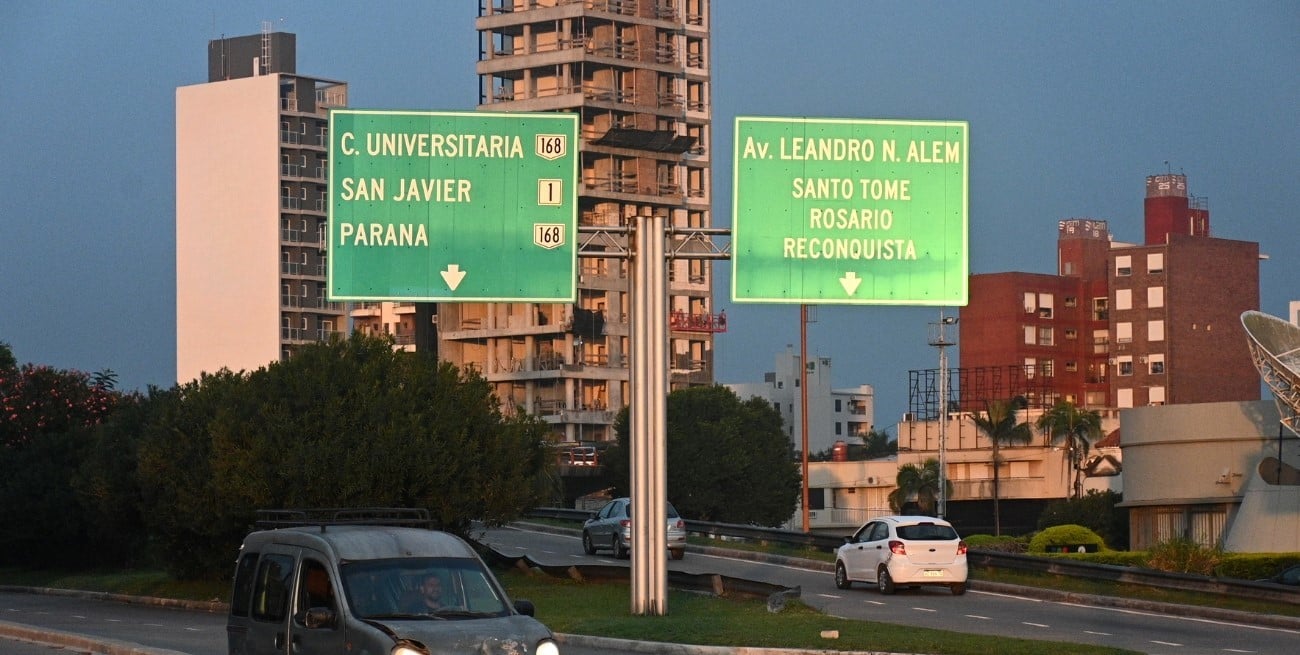 C. UNIVERSITARIA 168
SAN JAVIER 1
PARANA 168
Av. LEANDRO N. ALEM
SANTO TOME
ROSARIO
RECONQUISTA